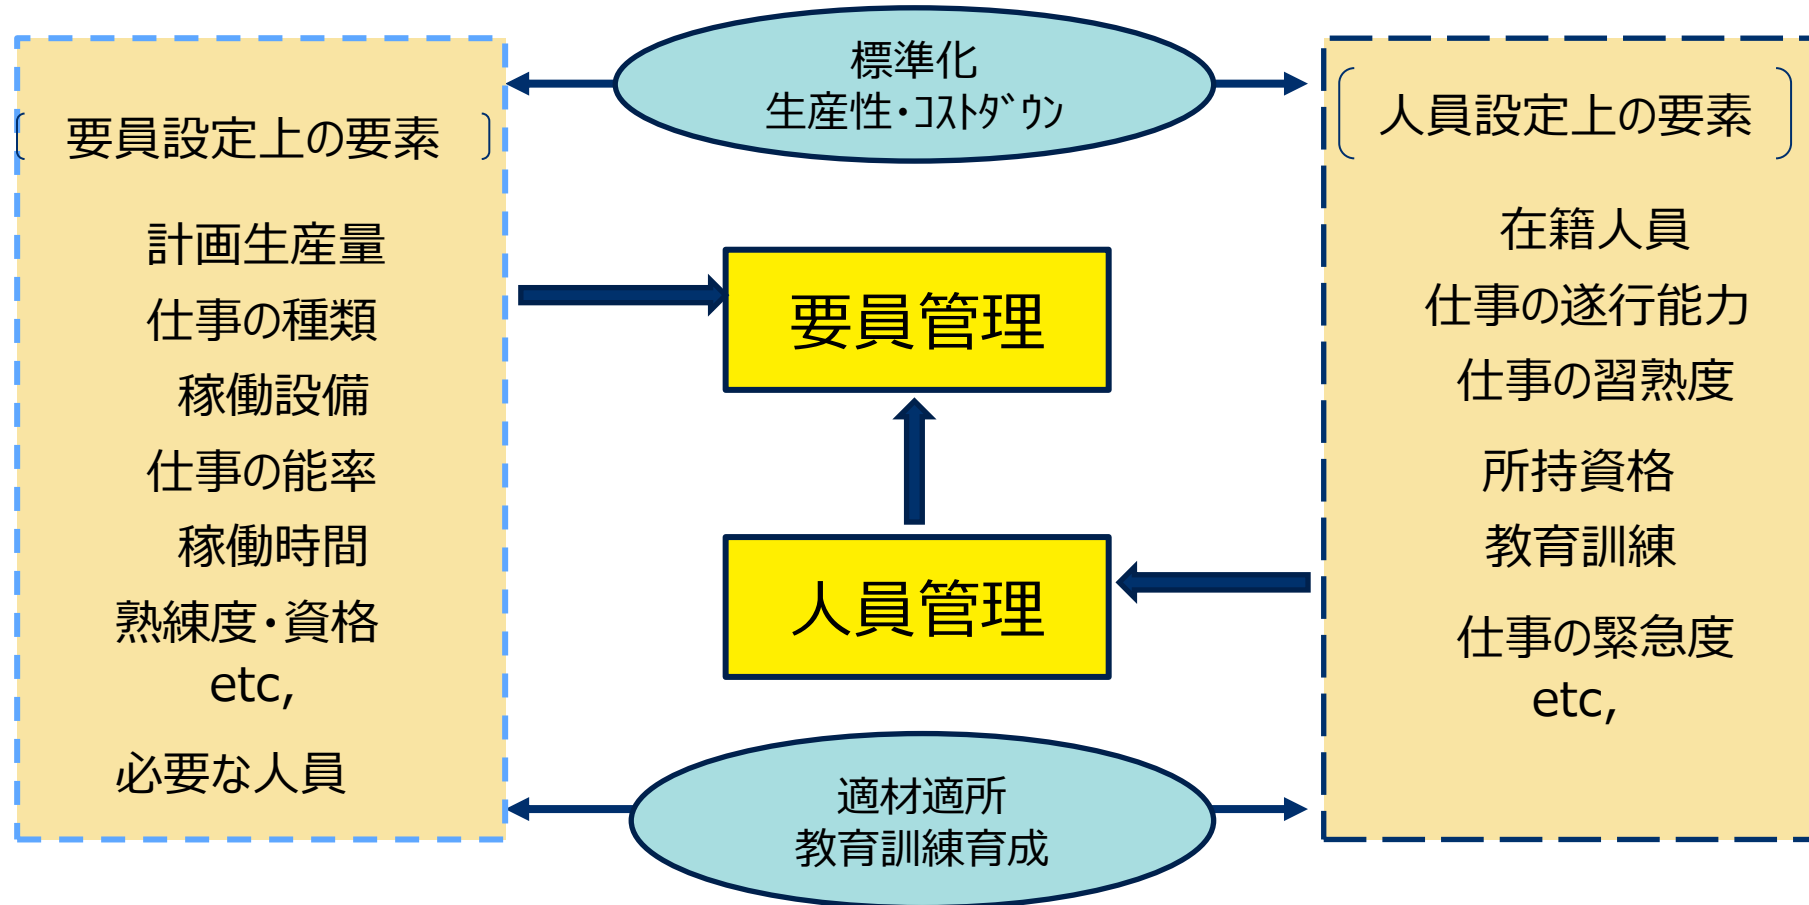 標準化
生産性・ｺｽﾄﾀﾞｳﾝ
要員設定上の要素
計画生産量
仕事の種類
稼働設備
仕事の能率
稼働時間
熟練度・資格
etc,
必要な人員
要員管理
人員管理
人員設定上の要素
在籍人員
仕事の遂行能力
仕事の習熟度
所持資格
教育訓練
仕事の緊急度
etc,
適材適所
教育訓練育成